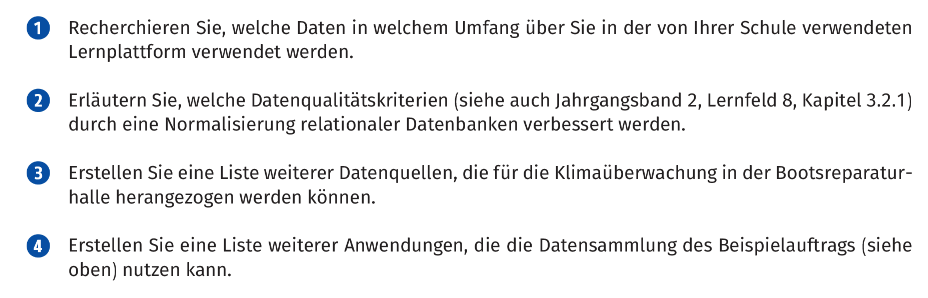 1 Recherchieren Sie, welche Daten in welchem Umfang über Sie in der von Ihrer Schule verwendeten
Lernplattform verwendet werden.
2 Erläutern Sie, welche Datenqualitätskriterien (siehe auch Jahrgangsband 2, Lernfeld 8, Kapitel 3.2.1)
durch eine Normalisierung relationaler Datenbanken verbessert werden.
3 Erstellen Sie eine Liste weiterer Datenquellen, die für die Klimaüberwachung in der Bootsreparatur-
halle herangezogen werden können.
4 Erstellen Sie eine Liste weiterer Anwendungen, die die Datensammlung des Beispielauftrags (siehe
oben) nutzen kann.